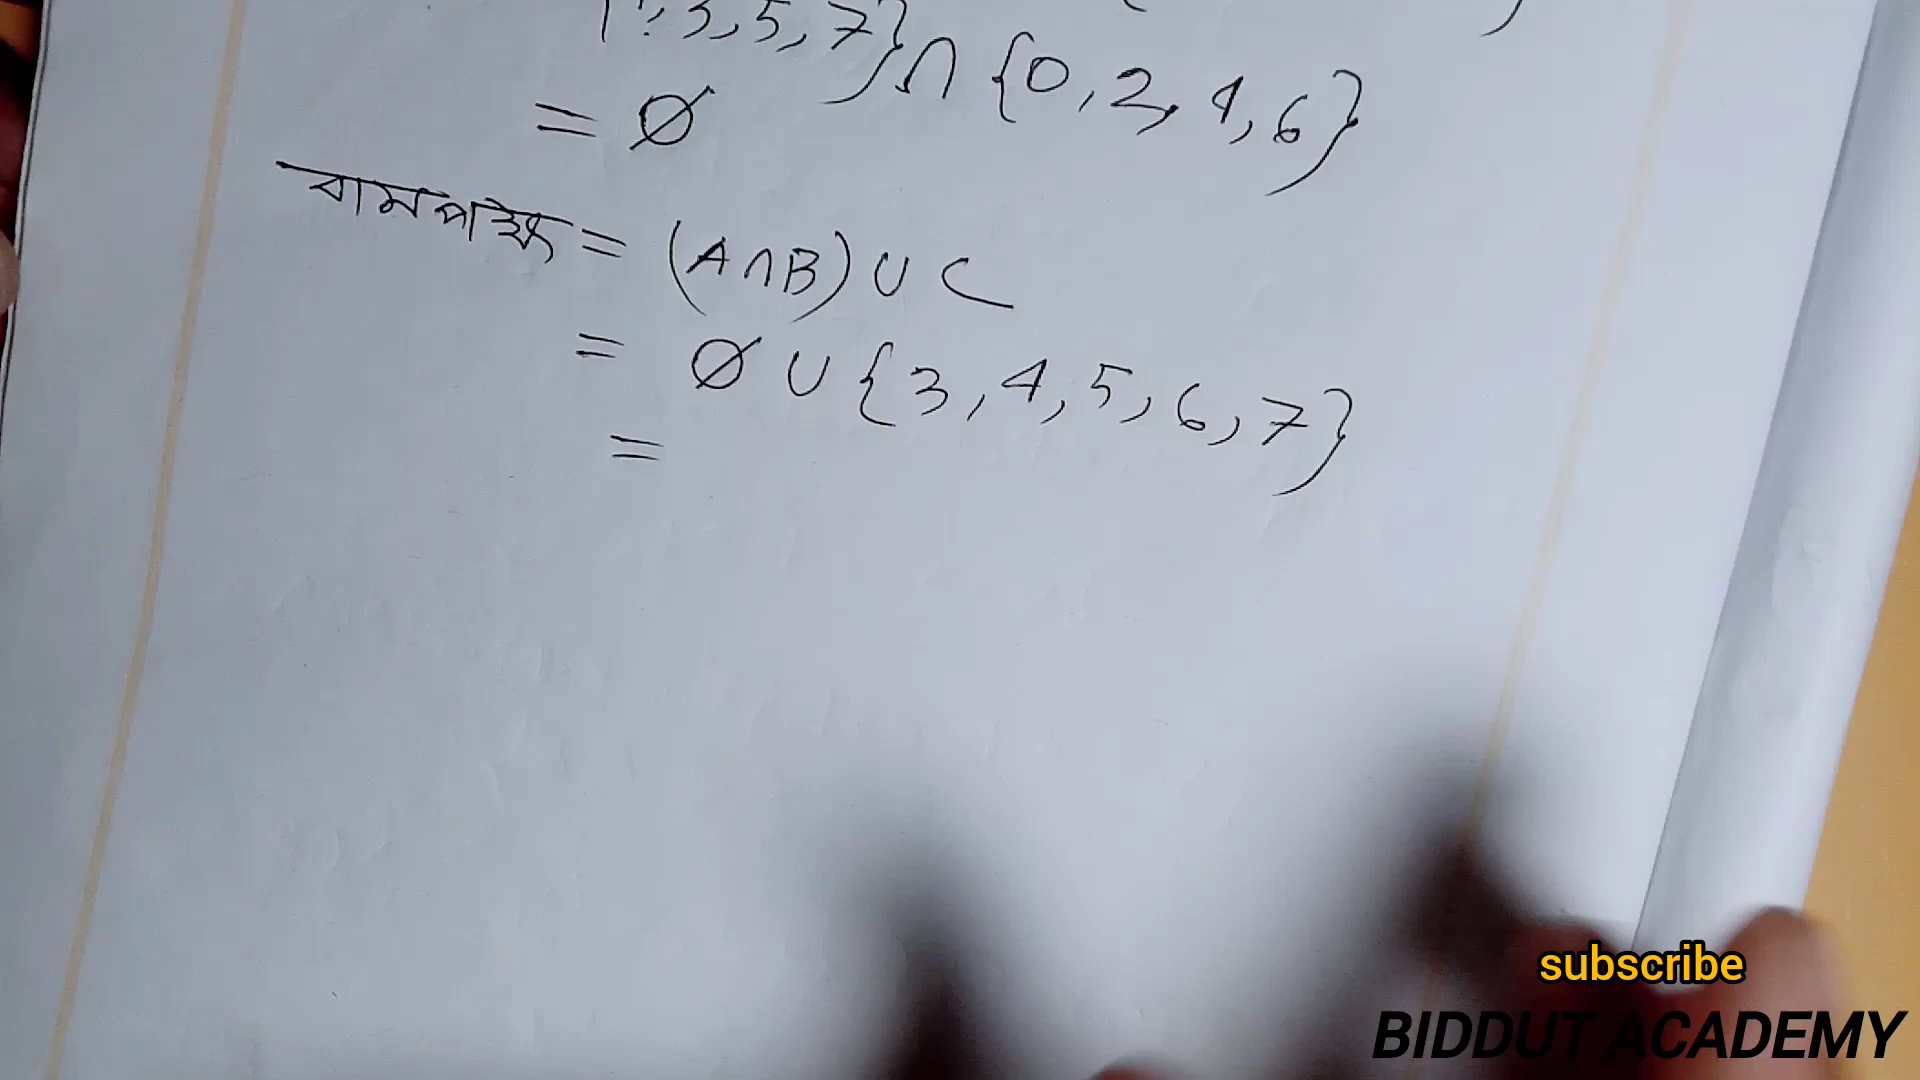 3, 5, 7} ∩ {0, 2, 4, 6}
= Ø
বামপক্ষ = (A∩B) ∪ C
= Ø ∪ {3, 4, 5, 6, 7}
=
subscribe
BIDDUT ACADEMY